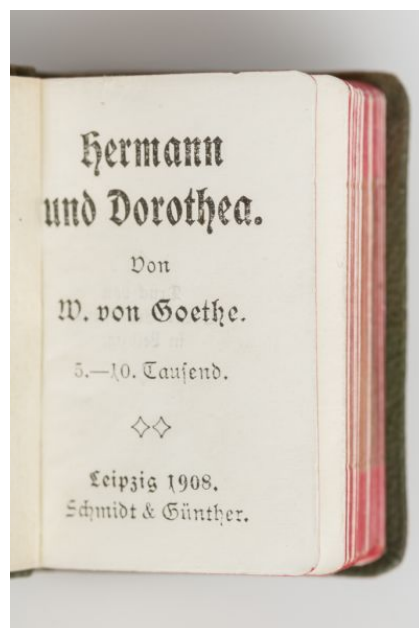 Hermann
und Dorothea.
Von
W. von Goethe.
5.—10. Tausend.
Leipzig 1908.
Schmidt & Günther.